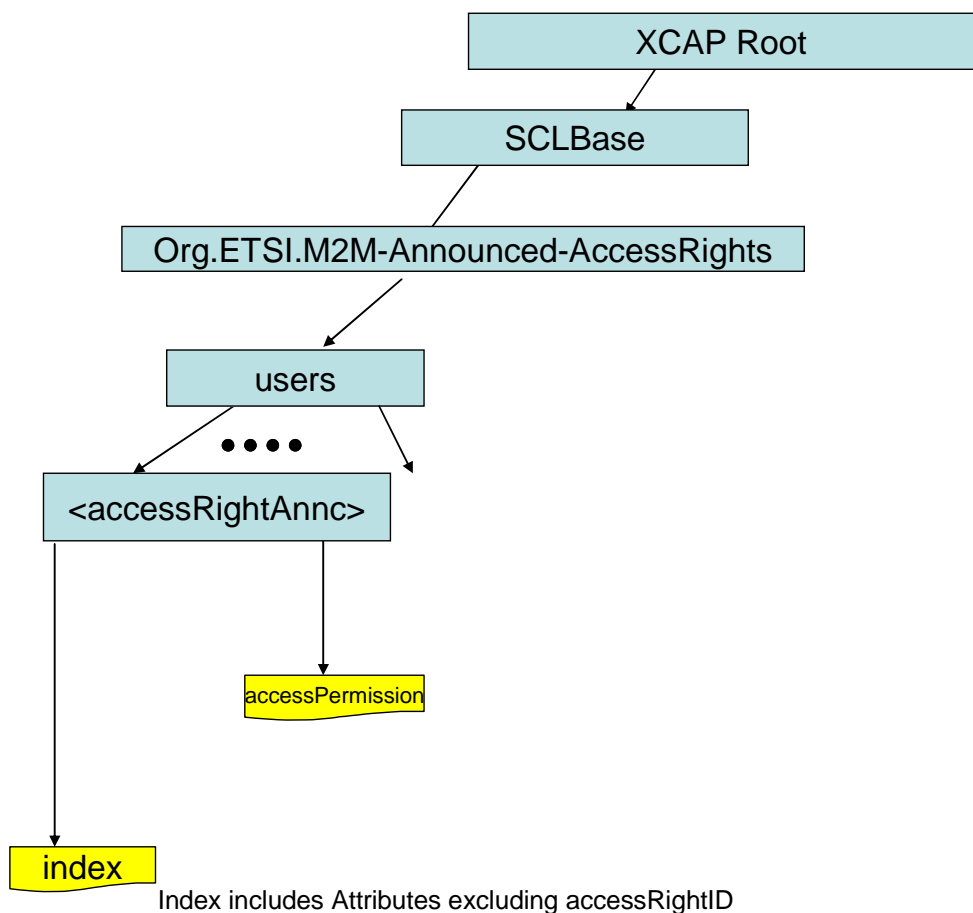 XCAP Root
SCLBase
Org.ETSI.M2M-Announced-AccessRights
users
<accessRightAnnc>
accessPermission
index
Index includes Attributes excluding accessRightID